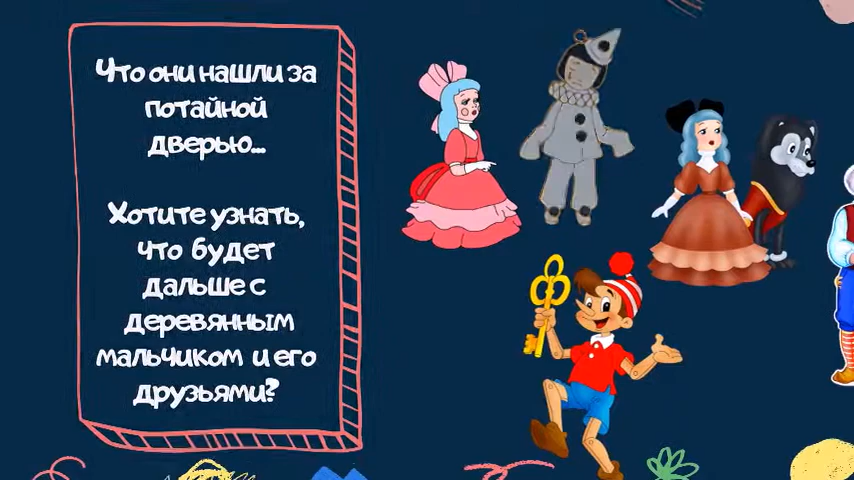 Что они нашли за
потайной
дверью...
Хотите узнать,
что будет
дальше с
деревянным
мальчиком и его
друзьями?